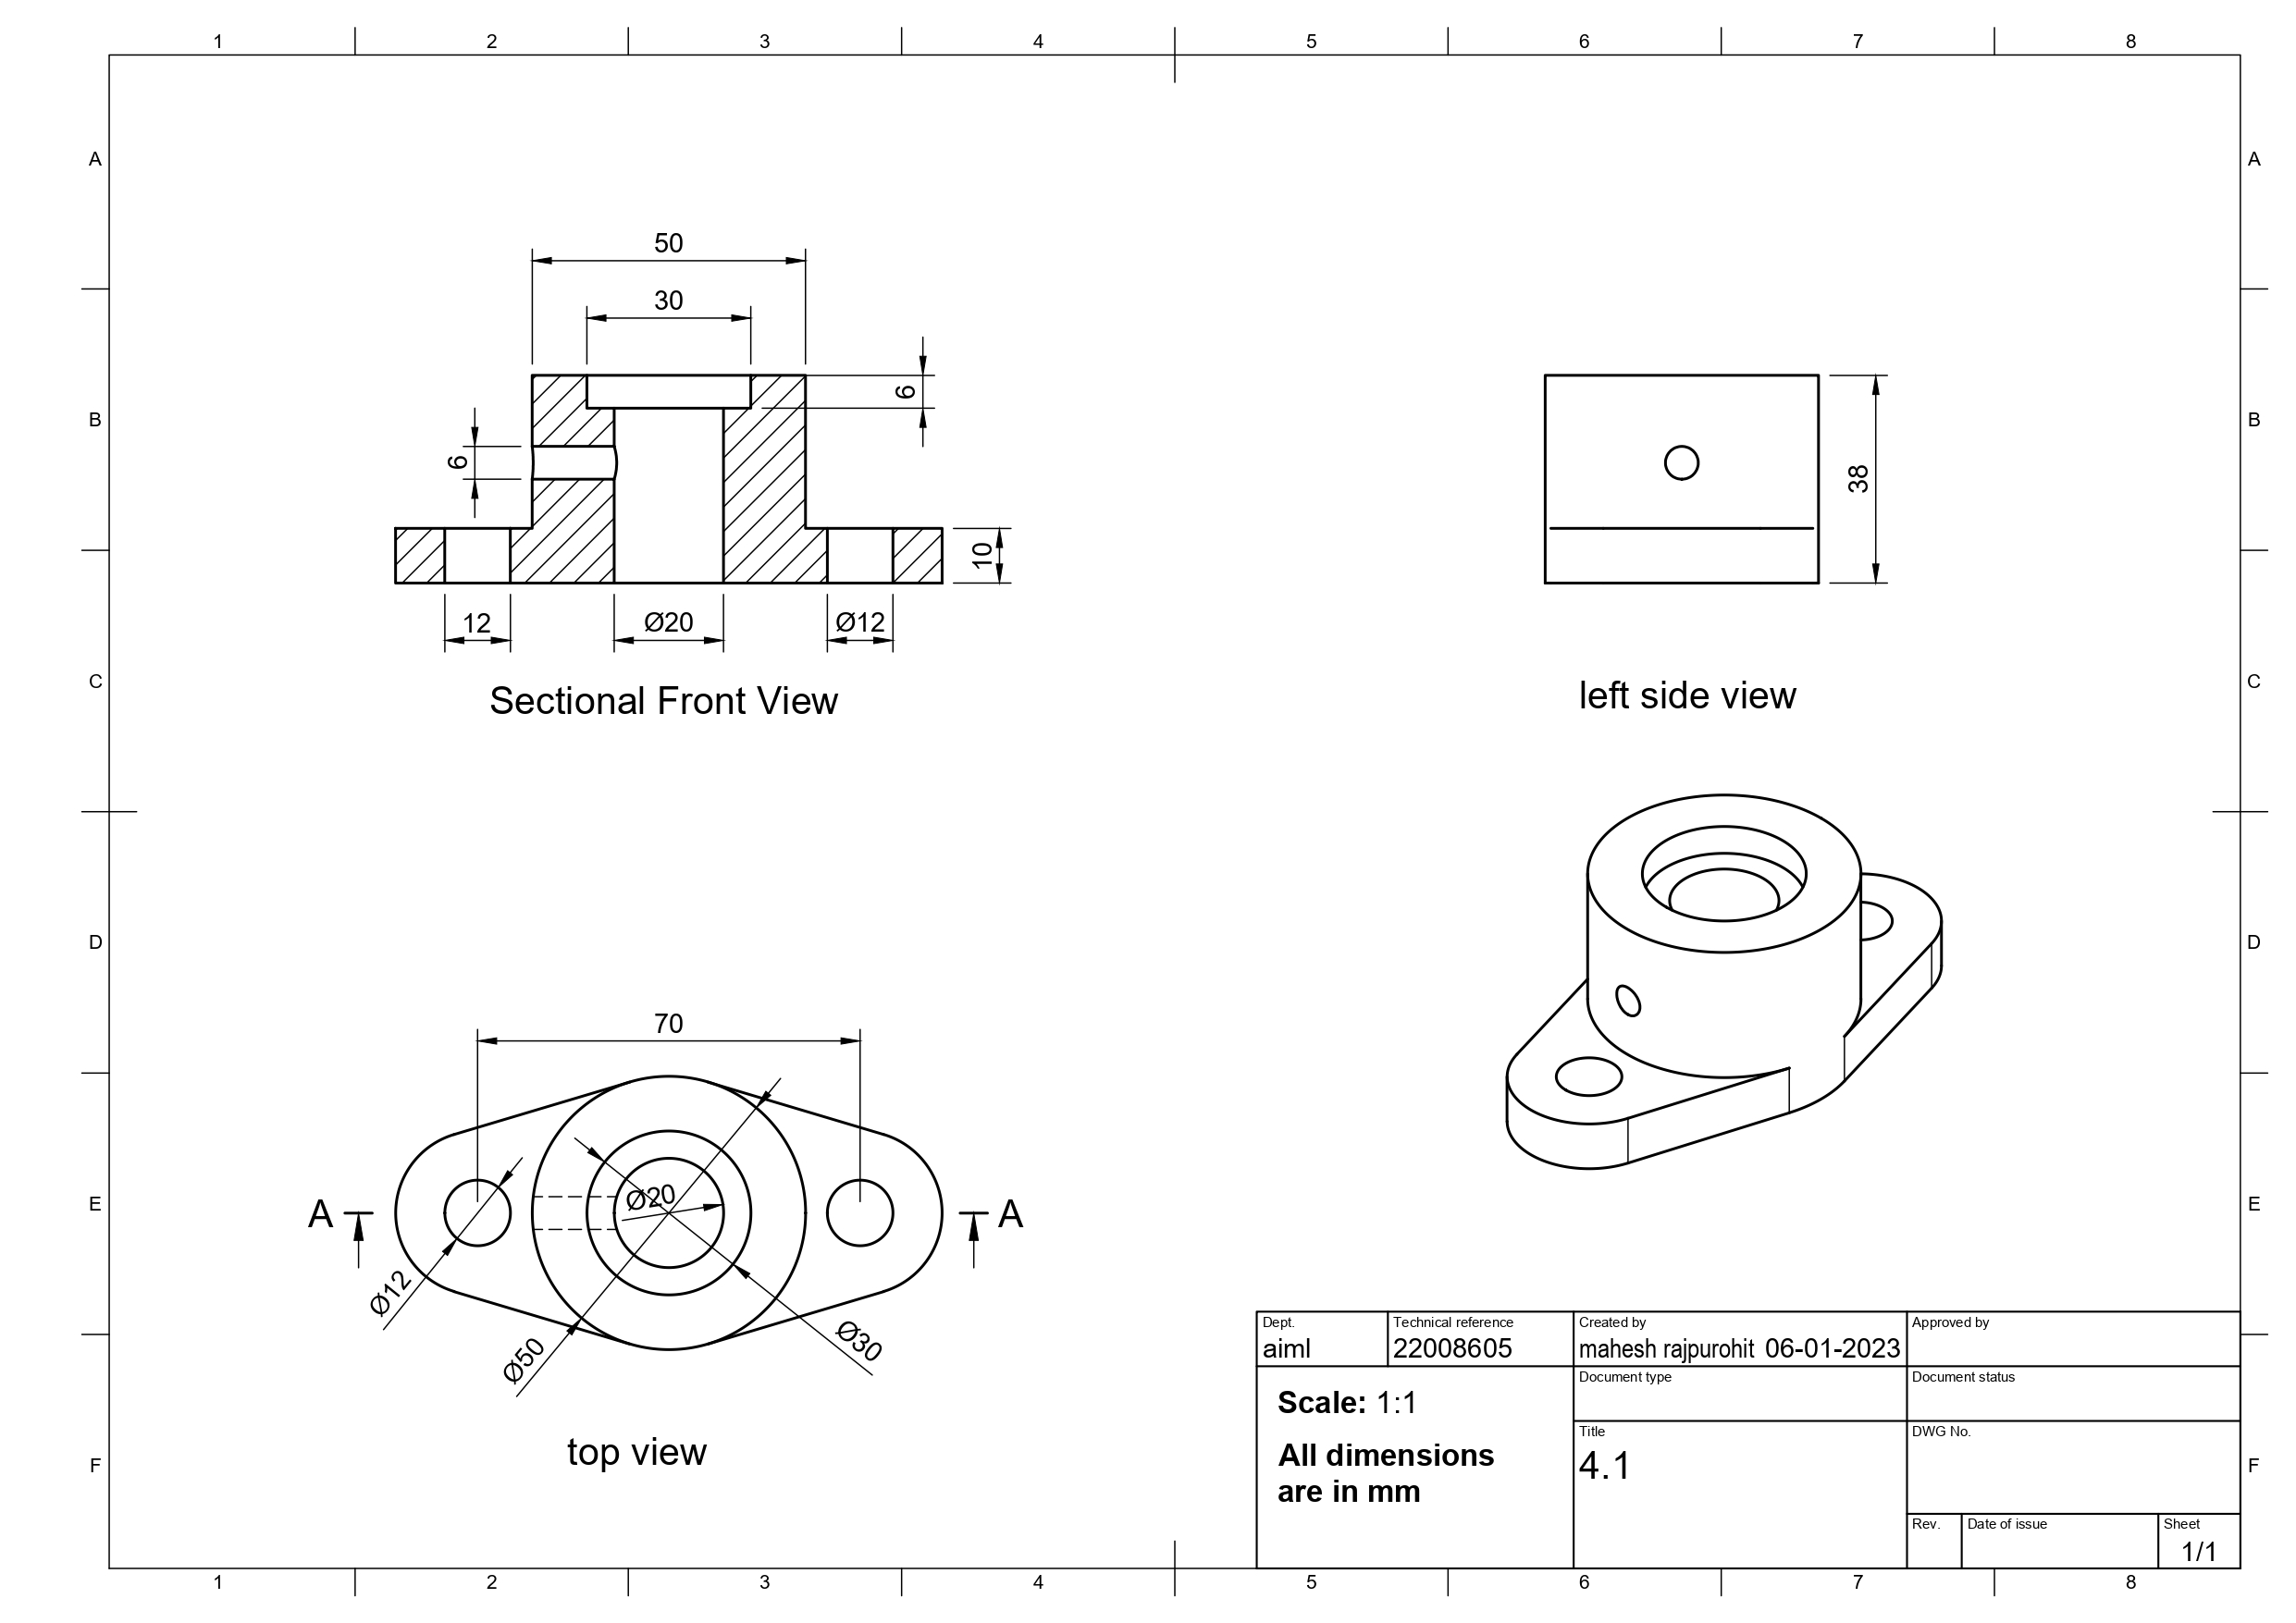 1 2 3 4 5 6 7 8
A A
50
30
6
B B
6
38
10
12 Ø20 Ø12
C C
Sectional Front View left side view
D D
70
E E
A A
Ø20
Ø12
Ø50
Ø30
top view
F F
Dept. Technical reference Created by Approved by
aiml 22008605 mahesh rajpurohit 06-01-2023
Document type Document status
Scale: 1:1
Title DWG No.
All dimensions
4.1
are in mm
Rev. Date of issue Sheet
1/1
1 2 3 4 5 6 7 8